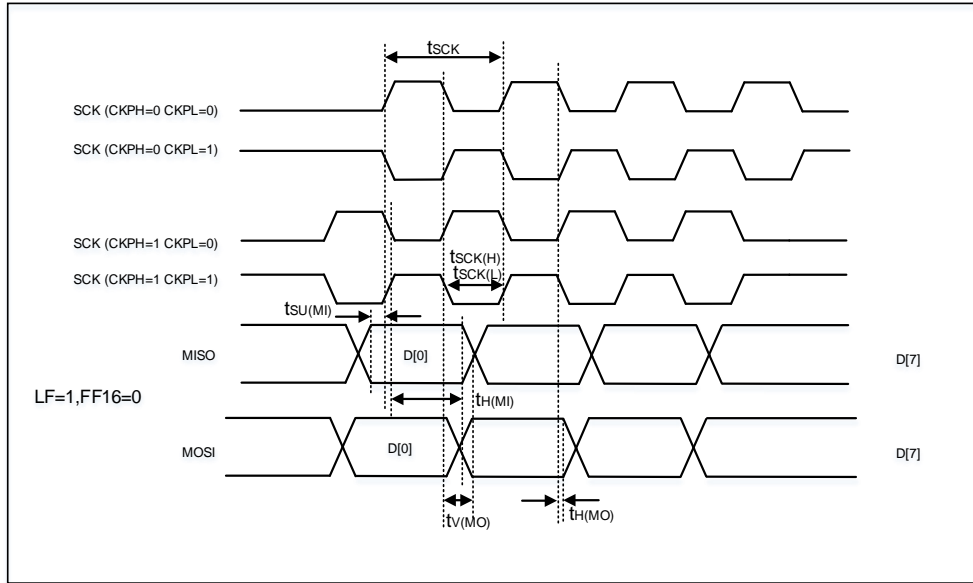 tSCK
SCK (CKPH=0 CKPL=0)
SCK (CKPH=0 CKPL=1)
SCK (CKPH=1 CKPL=0)
tSCK(H)
SCK (CKPH=1 CKPL=1)
tSCK(L)
tSU(MI)
MISO
D[0]
D[7]
LF=1,FF16=0
tH(MI)
MOSI
D[0]
D[7]
tV(MO)
tH(MO)